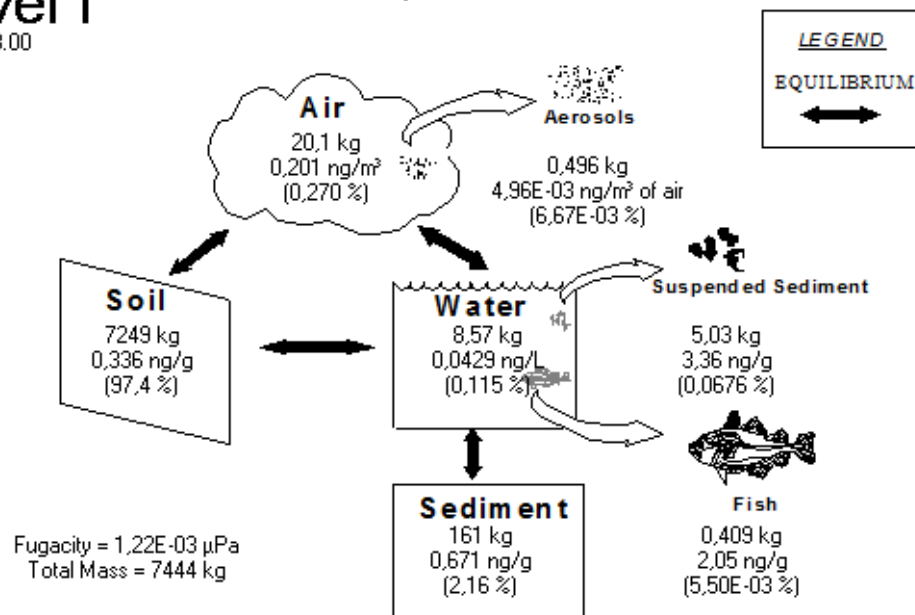 LEGEND
EQUILIBRIUM
Air
20,1 kg
0,201 ng/m³
(0,270 %)
Aerosols
0,496 kg
4,96E-03 ng/m³ of air
(6,67E-03 %)
Soil
7249 kg
0,336 ng/g
(97,4 %)
Water
8,57 kg
0,0429 ng/L
(0,115 %)
Suspended Sediment
5,03 kg
3,36 ng/g
(0,0676 %)
Sediment
161 kg
0,671 ng/g
(2,16 %)
Fish
0,409 kg
2,05 ng/g
(5,50E-03 %)
Fugacity = 1,22E-03 µPa
Total Mass = 7444 kg